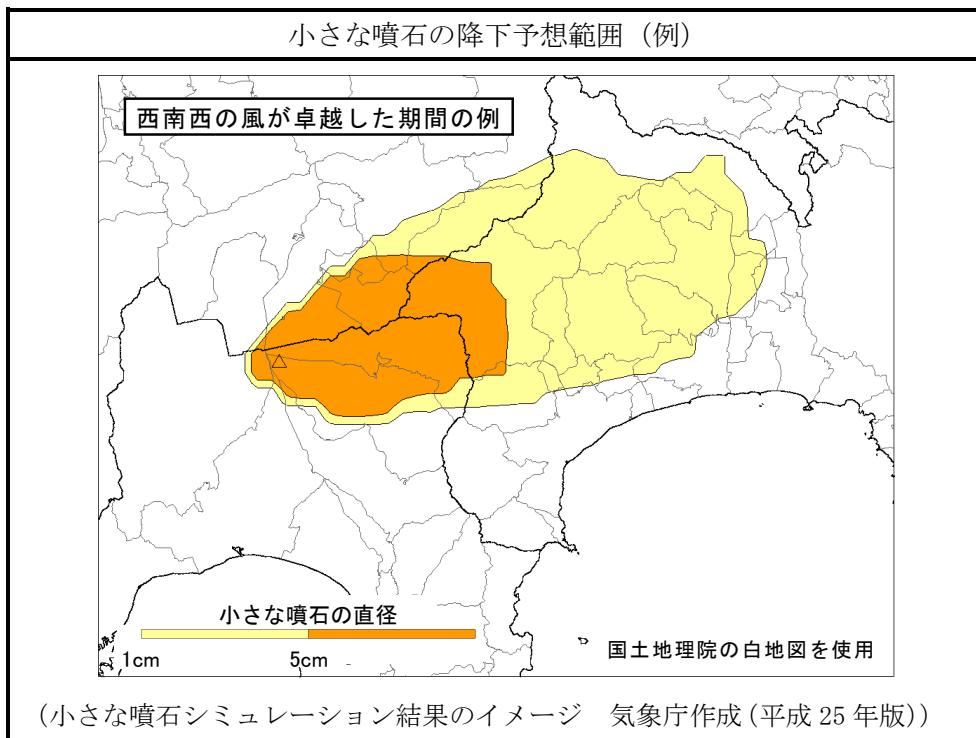 小さな噴石の降下予想範囲（例）
西南西の風が卓越した期間の例
小さな噴石の直径
1cm 5cm
国土地理院の白地図を使用
（小さな噴石シミュレーション結果のイメージ　気象庁作成（平成 25 年版））